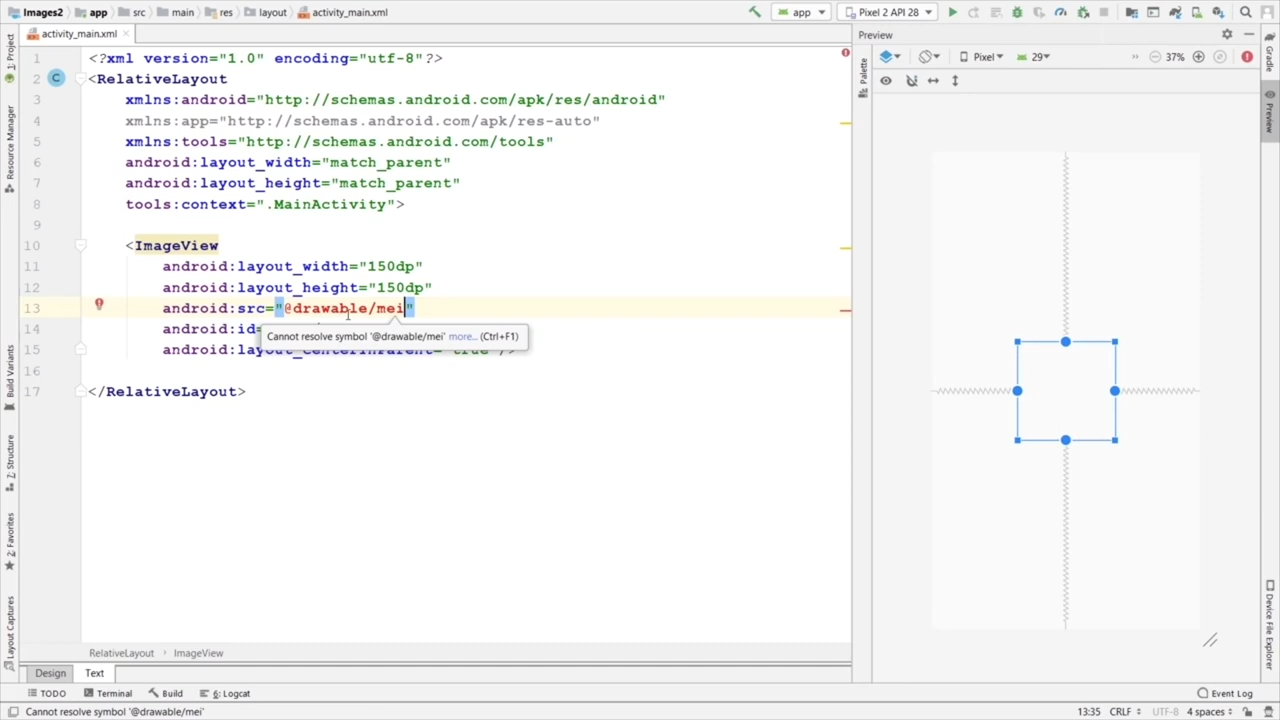 Images2 app src main res layout activity_main.xml app Pixel 2 API 28
activity_main.xml
Preview
1: Project
Resource Manager
Build Variants
7: Structure
2: Favorites
Layout Captures
1 <?xml version="1.0" encoding="utf-8"?>
2 <RelativeLayout
3 xmlns:android="http://schemas.android.com/apk/res/android"
4 xmlns:app="http://schemas.android.com/apk/res-auto"
5 xmlns:tools="http://schemas.android.com/tools"
6 android:layout_width="match_parent"
7 android:layout_height="match_parent"
8 tools:context=".MainActivity">
9
10 <ImageView
11 android:layout_width="150dp"
12 android:layout_height="150dp"
13 android:src="@drawable/mei"
14 android:id=
Cannot resolve symbol '@drawable/mei' more... (Ctrl+F1)
15 android:layout_centerInParent="true"/>
16
17 </RelativeLayout>
Palette
Pixel 29 37%
Gradle
Preview
Device File Explorer
RelativeLayout ImageView
Design Text
TODO Terminal Build 6: Logcat Event Log
Cannot resolve symbol '@drawable/mei' 13:35 CRLF UTF-8 4 spaces